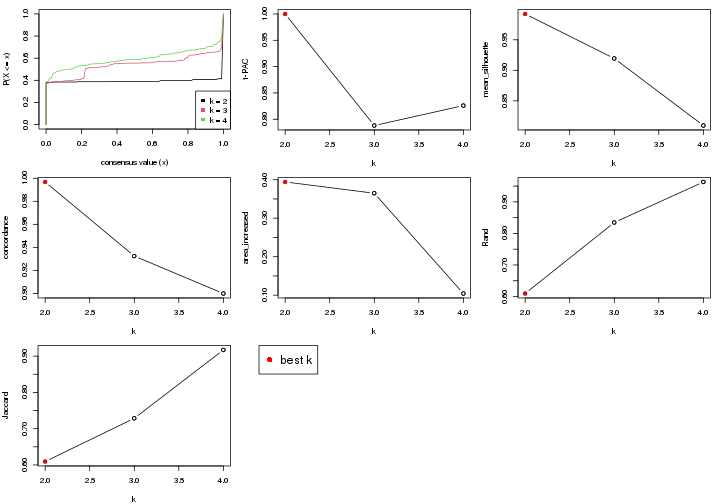 P(X <= x)
0.0 0.2 0.4 0.6 0.8 1.0
k = 2
k = 3
k = 4
0.0 0.2 0.4 0.6 0.8 1.0
consensus value (x)
1-PAC
0.80 0.85 0.90 0.95 1.00
2.0 2.5 3.0 3.5 4.0
k
mean_silhouette
0.85 0.90 0.95
2.0 2.5 3.0 3.5 4.0
k
concordance
0.90 0.92 0.94 0.96 0.98 1.00
2.0 2.5 3.0 3.5 4.0
k
area_increased
0.10 0.20 0.30 0.40
2.0 2.5 3.0 3.5 4.0
k
Rand
0.60 0.70 0.80 0.90
2.0 2.5 3.0 3.5 4.0
k
Jaccard
0.60 0.70 0.80 0.90
2.0 2.5 3.0 3.5 4.0
k
best k